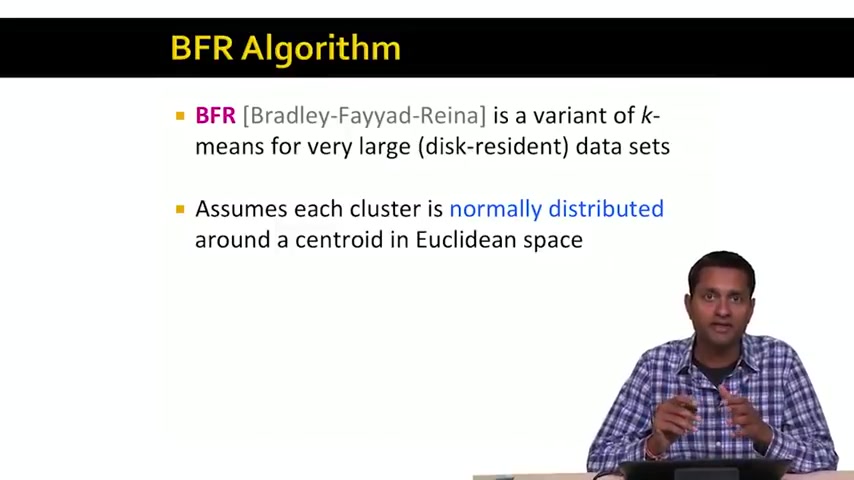 BFR Algorithm
BFR [Bradley-Fayyad-Reina] is a variant of k-
means for very large (disk-resident) data sets
Assumes each cluster is normally distributed
around a centroid in Euclidean space